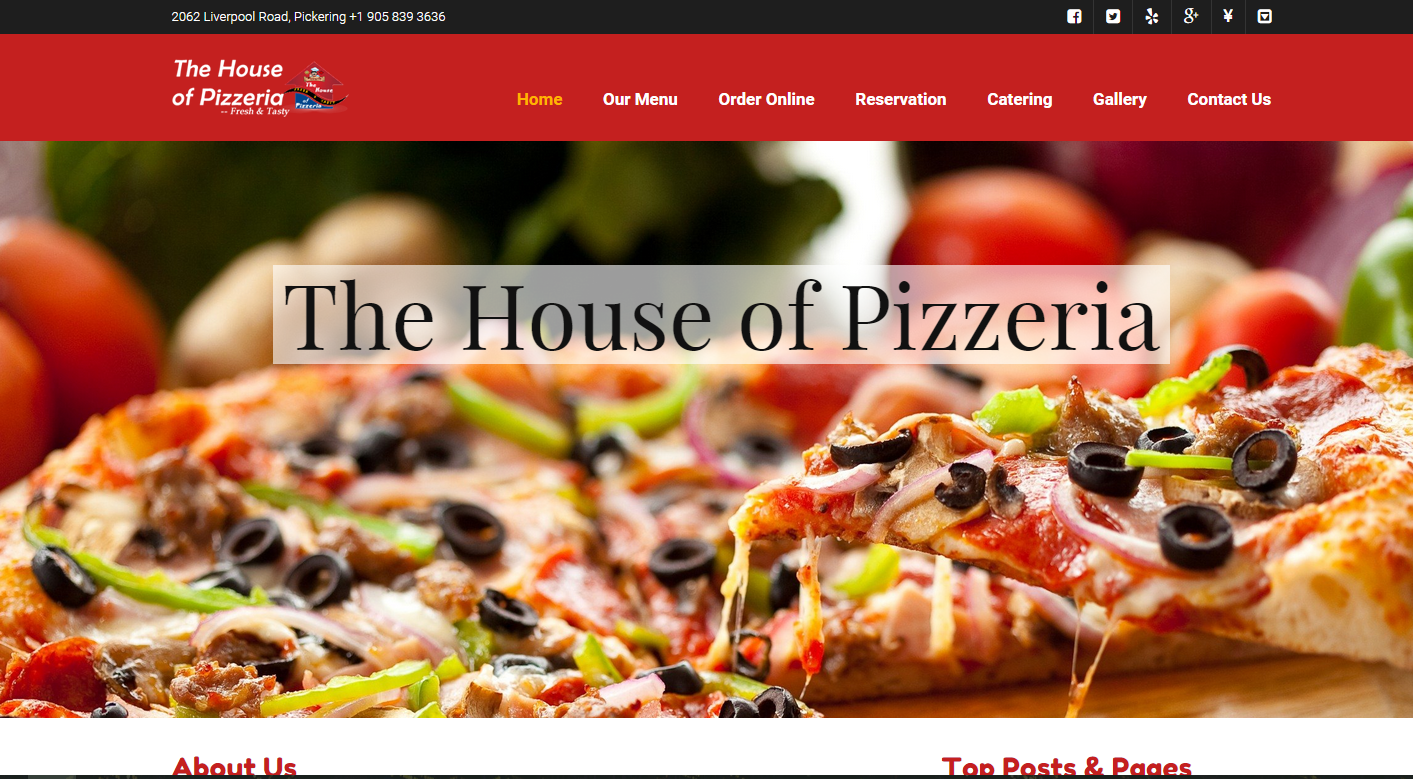 2062 Liverpool Road, Pickering +1 905 839 3636
The House
of Pizzeria
-- Fresh & Tasty
The House
of
Pizzeria
Home Our Menu Order Online Reservation Catering Gallery Contact Us
The House of Pizzeria
About Us
Top Posts & Pages